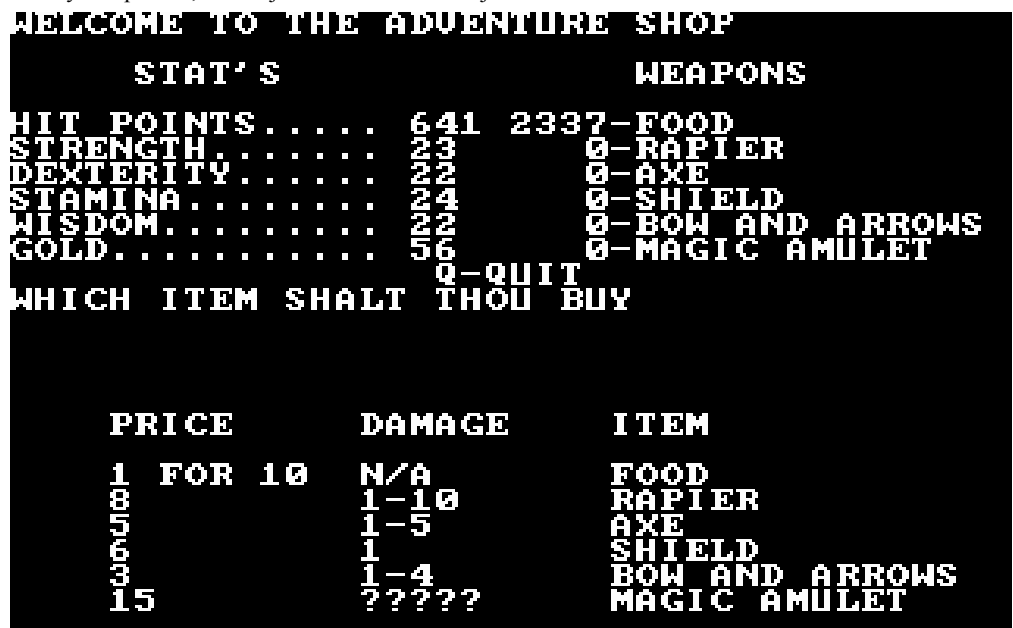 WELCOME TO THE ADVENTURE SHOP
STAT'S WEAPONS
HIT POINTS..... 641 2337-FOOD
STRENGTH....... 23 0-RAPIER
DEXTERITY...... 22 0-AXE
STAMINA........ 24 0-SHIELD
WISDOM......... 22 0-BOW AND ARROWS
GOLD........... 56 0-MAGIC AMULET
Q-QUIT
WHICH ITEM SHALT THOU BUY
PRICE DAMAGE ITEM
1 FOR 10 N/A FOOD
8 1-10 RAPIER
5 1-5 AXE
6 1 SHIELD
3 1-4 BOW AND ARROWS
15 ????? MAGIC AMULET